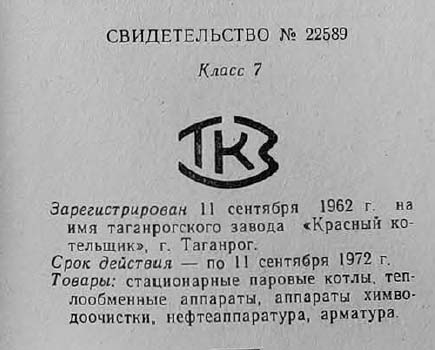 СВИДЕТЕЛЬСТВО № 22589
Класс 7
ТКЗ
Зарегистрирован 11 сентября 1962 г. на
имя таганрогского завода «Красный ко-
тельщик», г. Таганрог.
Срок действия — по 11 сентября 1972 г.
Товары: стационарные паровые котлы, теп-
лообменные аппараты, аппараты химво-
доочистки, нефтеаппаратура, арматура.